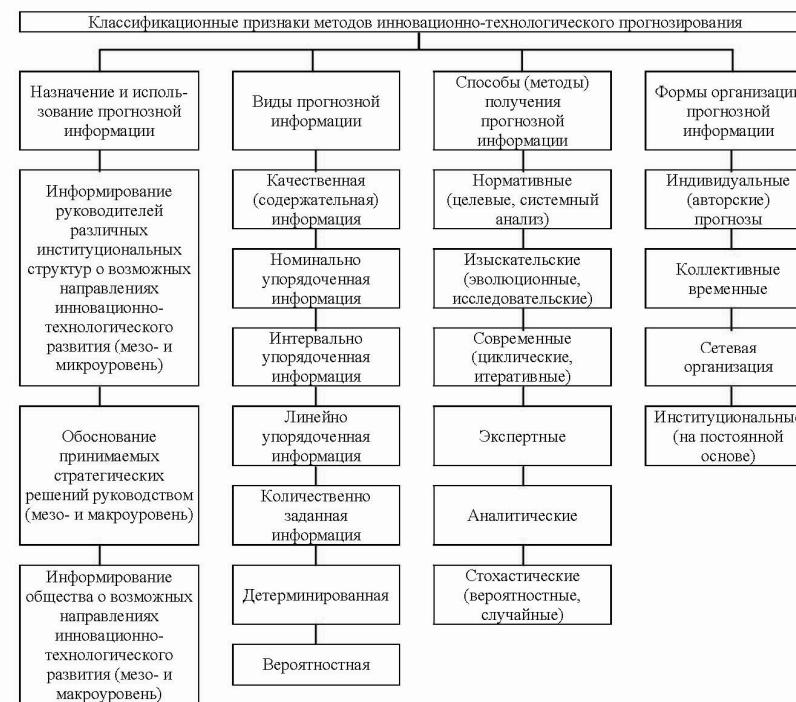 Классификационные признаки методов инновационно-технологического прогнозирования
Назначение и исполь-
зование прогнозной
информации
Информирование
руководителей
различных
институциональных
структур о возможных
направлениях
инновационно-
технологического
развития (мезо- и
микроуровень)
Обоснование
принимаемых
стратегических
решений руководством
(мезо- и макроуровень)
Информирование
общества о возможных
направлениях
инновационно-
технологического
развития (мезо- и
макроуровень)
Виды прогнозной
информации
Качественная
(содержательная)
информация
Номинально
упорядоченная
информация
Интервально
упорядоченная
информация
Линейно
упорядоченная
информация
Количественно
заданная
информация
Детерминированная
Вероятностная
Способы (методы)
получения
прогнозной
информации
Нормативные
(целевые, системный
анализ)
Изыскательские
(эволюционные,
исследовательские)
Современные
(циклические,
итеративные)
Экспертные
Аналитические
Стохастические
(вероятностные,
случайные)
Формы организации
прогнозной
информации
Индивидуальные
(авторские)
прогнозы
Коллективные
временные
Сетевая
организация
Институциональные
(на постоянной
основе)